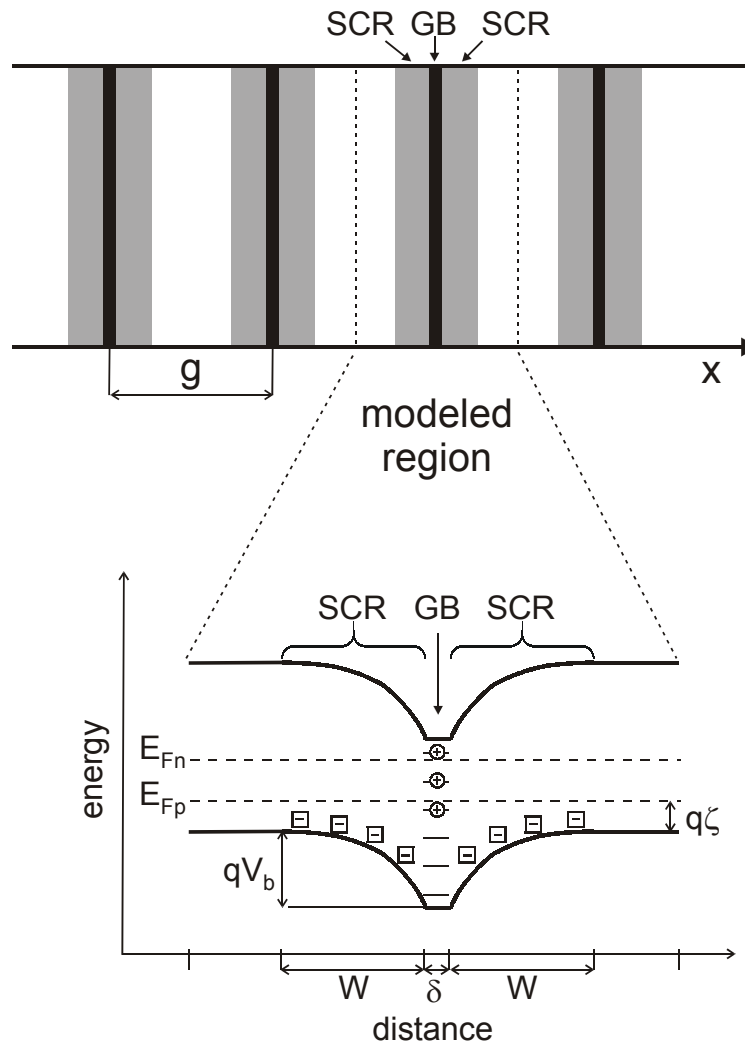 SCR GB SCR
g
x
modeled
region
SCR GB SCR
energy
E_Fn
E_Fp
qζ
qV_b
W δ W
distance